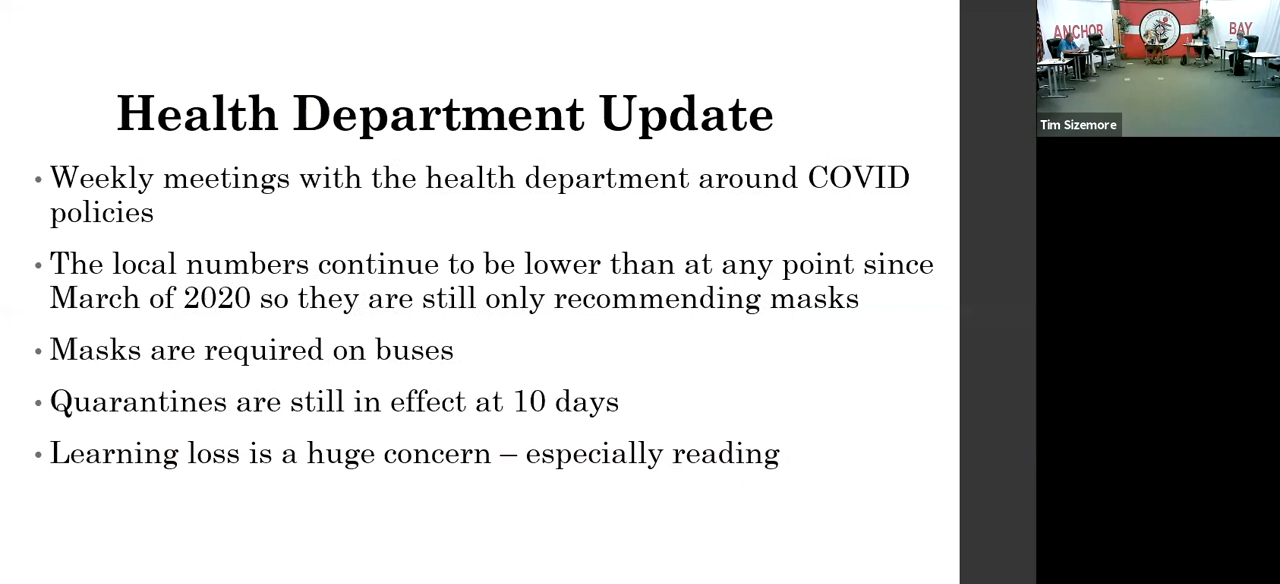 Health Department Update
• Weekly meetings with the health department around COVID
policies
• The local numbers continue to be lower than at any point since
March of 2020 so they are still only recommending masks
• Masks are required on buses
• Quarantines are still in effect at 10 days
• Learning loss is a huge concern – especially reading
ANCHOR
BAY
Tim Sizemore